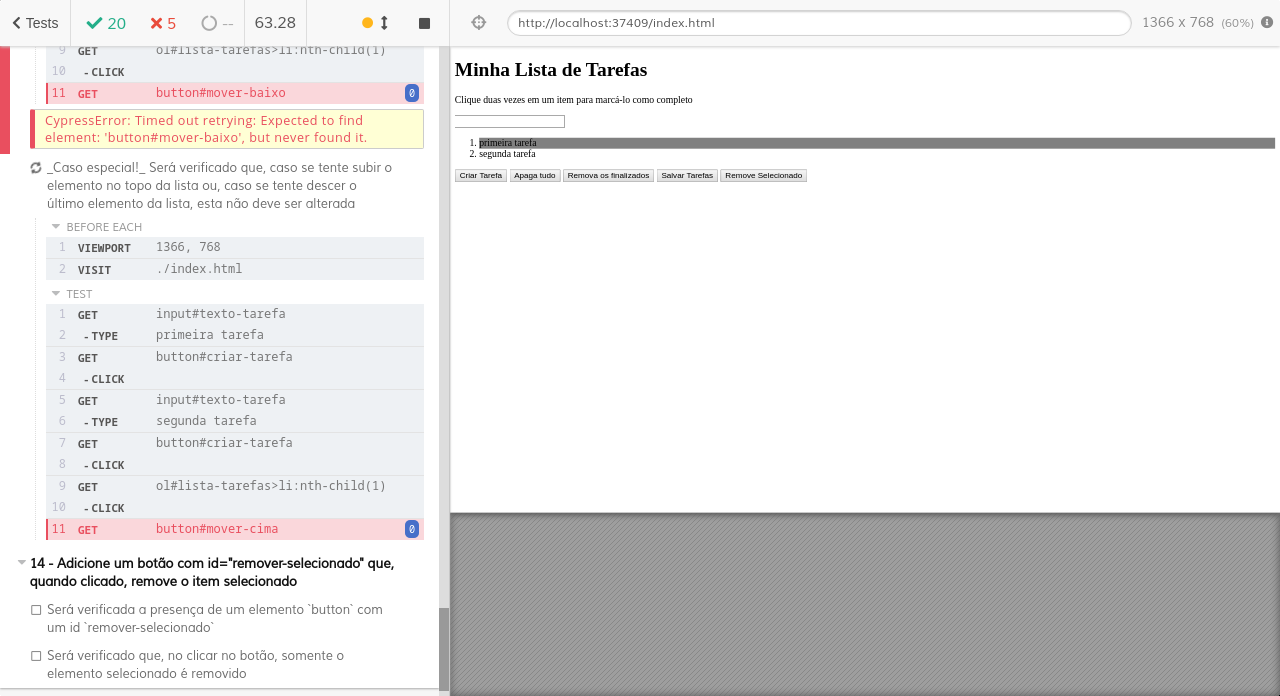 Tests
20
5
--
63.28
http://localhost:37409/index.html
1366 x 768 (60%)
9 GET ol#lista-tarefas>li:nth-child(1)
10 -CLICK
11 GET button#mover-baixo 0
CypressError: Timed out retrying: Expected to find
element: 'button#mover-baixo', but never found it.
_Caso especial!_ Será verificado que, caso se tente subir o
elemento no topo da lista ou, caso se tente descer o
último elemento da lista, esta não deve ser alterada
BEFORE EACH
1 VIEWPORT 1366, 768
2 VISIT ./index.html
TEST
1 GET input#texto-tarefa
2 -TYPE primeira tarefa
3 GET button#criar-tarefa
4 -CLICK
5 GET input#texto-tarefa
6 -TYPE segunda tarefa
7 GET button#criar-tarefa
8 -CLICK
9 GET ol#lista-tarefas>li:nth-child(1)
10 -CLICK
11 GET button#mover-cima 0
14 - Adicione um botão com id="remover-selecionado" que,
quando clicado, remove o item selecionado
Será verificada a presença de um elemento `button` com
um id `remover-selecionado`
Será verificado que, no clicar no botão, somente o
elemento selecionado é removido
Minha Lista de Tarefas
Clique duas vezes em um item para marcá-lo como completo
1. primeira tarefa
2. segunda tarefa
Criar Tarefa Apaga tudo Remova os finalizados Salvar Tarefas Remove Selecionado